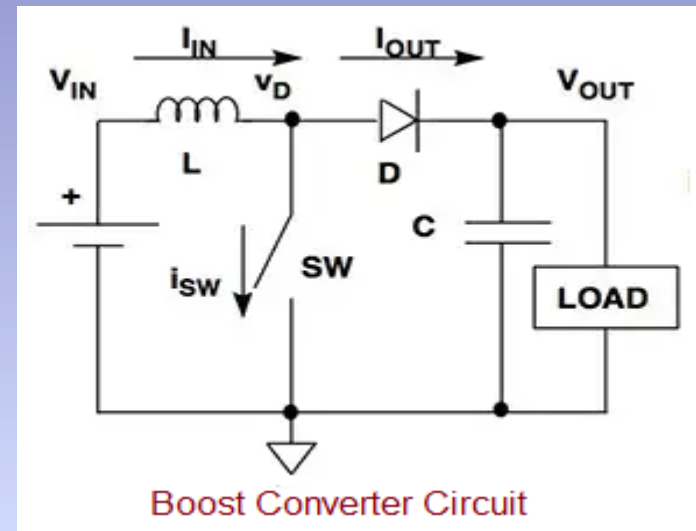 I_IN
I_OUT
V_IN
v_D
V_OUT
L
D
+
C
i_SW
SW
LOAD
Boost Converter Circuit